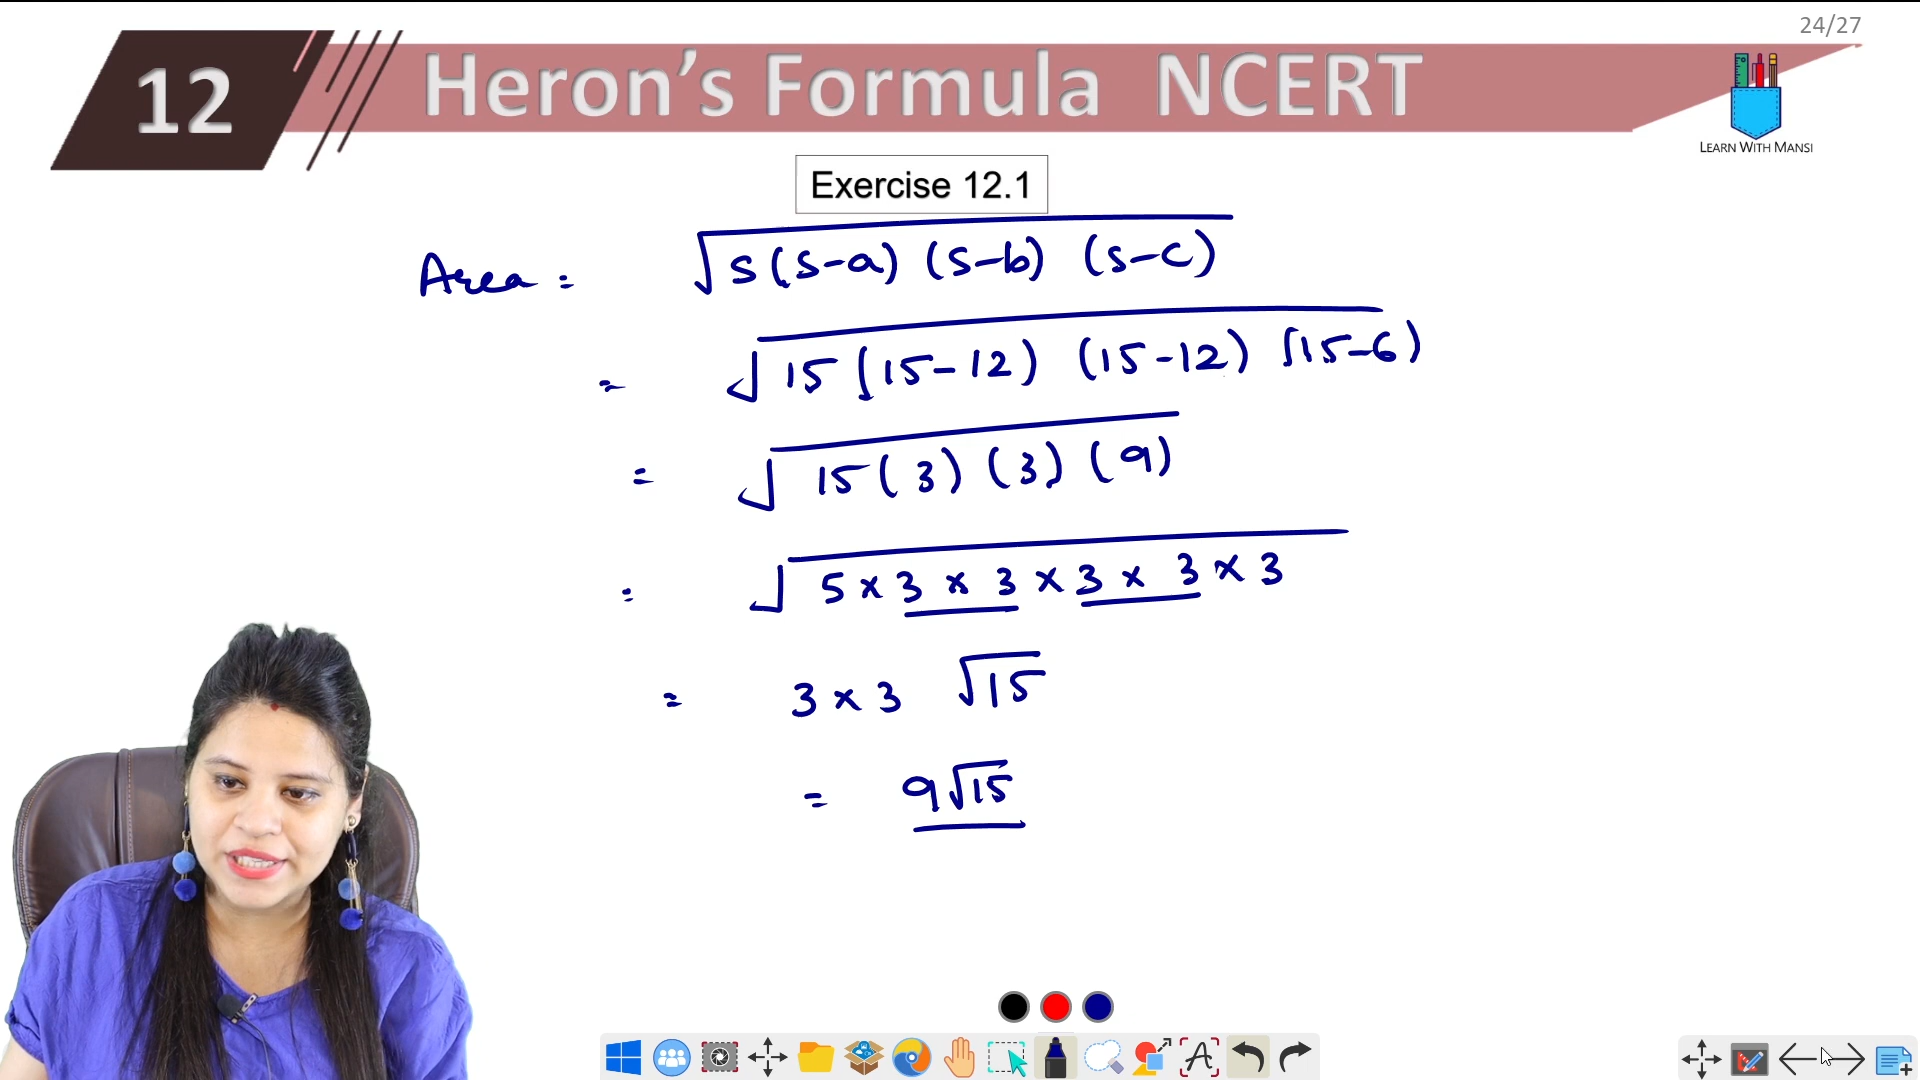 24/27
12 Heron's Formula NCERT
LEARN WITH MANSI
Exercise 12.1
Area = √s(s-a) (s-b) (s-c)
= √15 (15-12) (15-12) (15-6)
= √15 (3) (3) (9)
= √5 × 3 × 3 × 3 × 3 × 3
= 3 × 3 √15
= 9√15